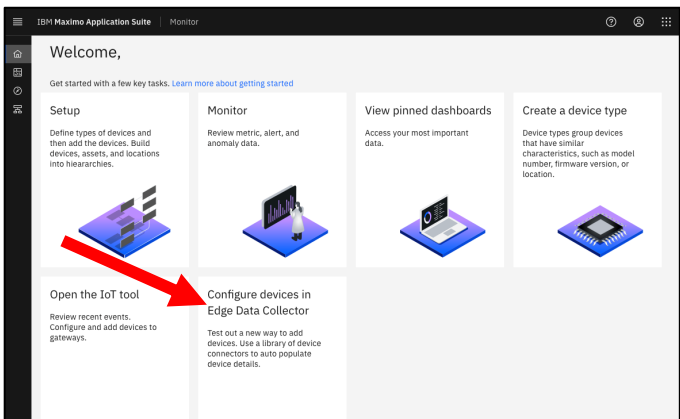 IBM Maximo Application Suite Monitor
Welcome,
Get started with a few key tasks. Learn more about getting started
Setup
Define types of devices and
then add the devices. Build
devices, assets, and locations
into hieararchies.
Monitor
Review metric, alert, and
anomaly data.
View pinned dashboards
Access your most important
data.
Create a device type
Device types group devices
that have similar
characteristics, such as model
number, firmware version, or
location.
Open the IoT tool
Review recent events.
Configure and add devices to
gateways.
Configure devices in
Edge Data Collector
Test out a new way to add
devices. Use a library of device
connectors to auto populate
device details.